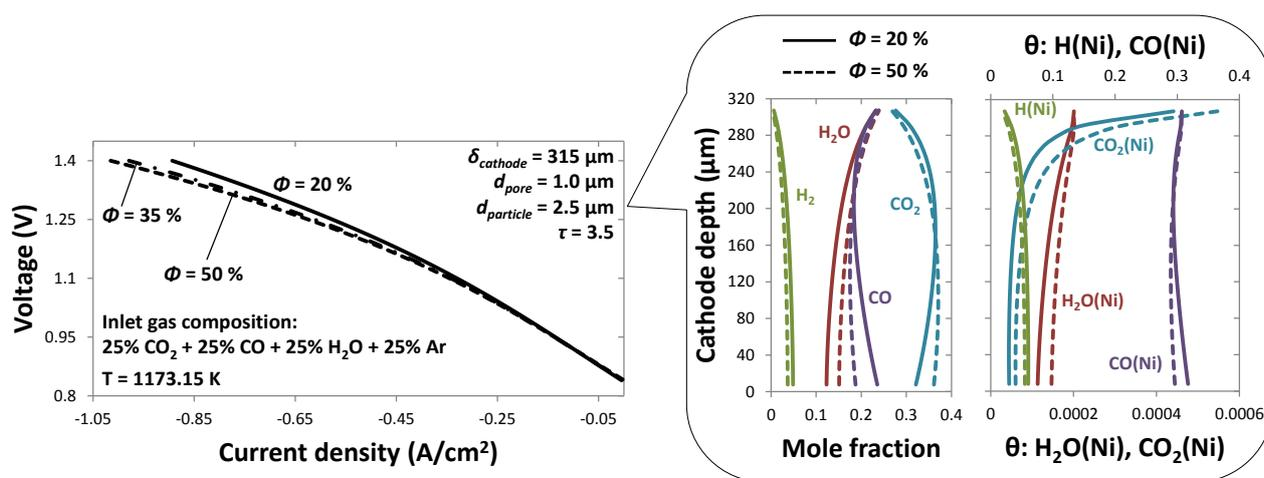 1.4
1.25
1.1
0.95
0.8
Voltage (V)
-1.05
-0.85
-0.65
-0.45
-0.25
-0.05
Current density (A/cm²)
δcathode = 315 µm
dpore = 1.0 µm
dparticle = 2.5 µm
τ = 3.5
Φ = 20 %
Φ = 35 %
Φ = 50 %
Inlet gas composition:
25% CO₂ + 25% CO + 25% H₂O + 25% Ar
T = 1173.15 K
Φ = 20 %
Φ = 50 %
320
280
240
200
160
120
80
40
0
Cathode depth (µm)
H₂O
H₂
CO₂
CO
0
0.1
0.2
0.3
0.4
Mole fraction
θ: H(Ni), CO(Ni)
0
0.1
0.2
0.3
0.4
H(Ni)
CO₂(Ni)
H₂O(Ni)
CO(Ni)
0
0.0002
0.0004
0.0006
θ: H₂O(Ni), CO₂(Ni)